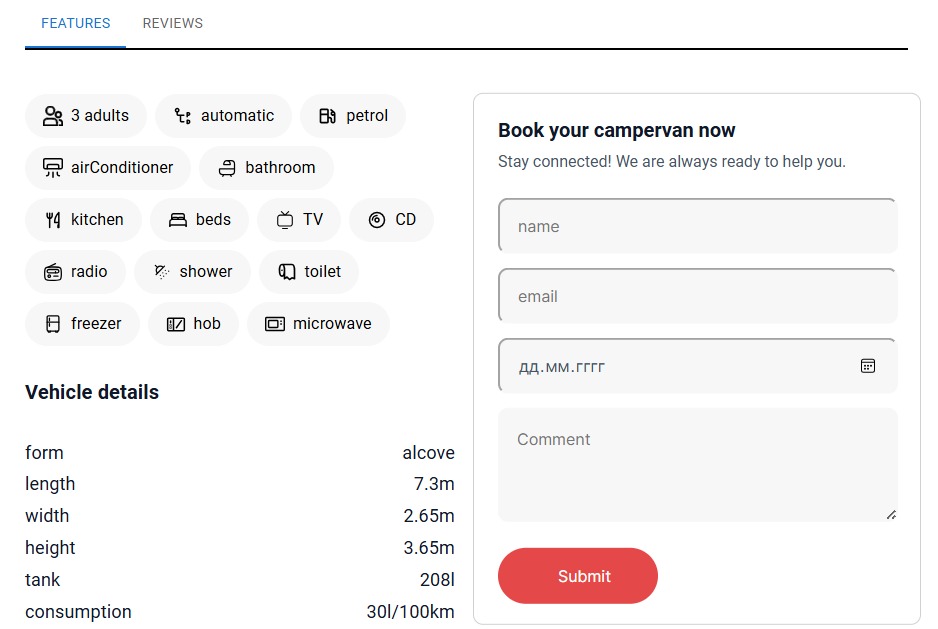 FEATURES REVIEWS
3 adults automatic petrol
airConditioner bathroom
kitchen beds TV CD
radio shower toilet
freezer hob microwave
Vehicle details
form alcove
length 7.3m
width 2.65m
height 3.65m
tank 208l
consumption 30l/100km
Book your campervan now
Stay connected! We are always ready to help you.
name
email
дд.мм.гггг
Comment
Submit